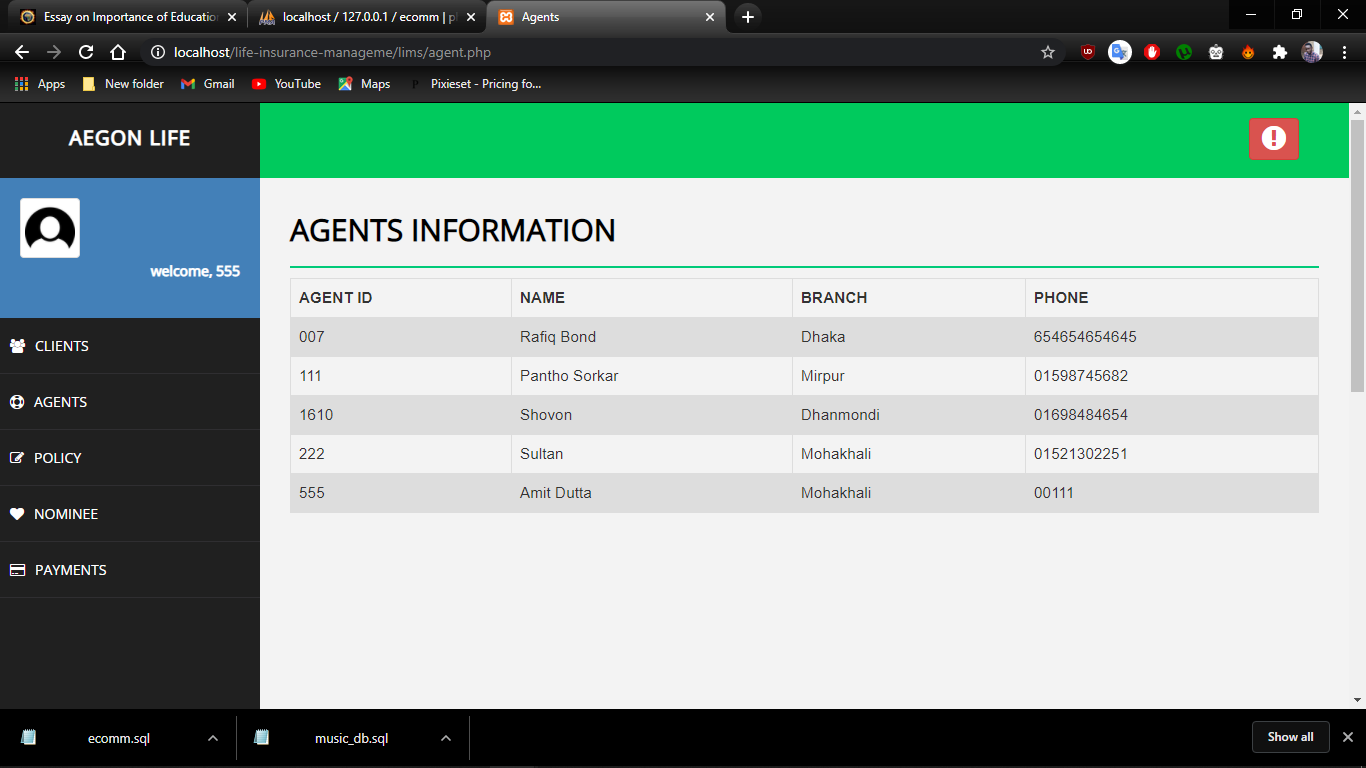 Essay on Importance of Education
localhost / 127.0.0.1 / ecomm | p
Agents
localhost/life-insurance-manageme/lims/agent.php
Apps
New folder
Gmail
YouTube
Maps
Pixieset - Pricing fo...
AEGON LIFE
welcome, 555
CLIENTS
AGENTS
POLICY
NOMINEE
PAYMENTS
AGENTS INFORMATION
AGENT ID NAME BRANCH PHONE
007 Rafiq Bond Dhaka 654654654645
111 Pantho Sorkar Mirpur 01598745682
1610 Shovon Dhanmondi 01698484654
222 Sultan Mohakhali 01521302251
555 Amit Dutta Mohakhali 00111
ecomm.sql
music_db.sql
Show all